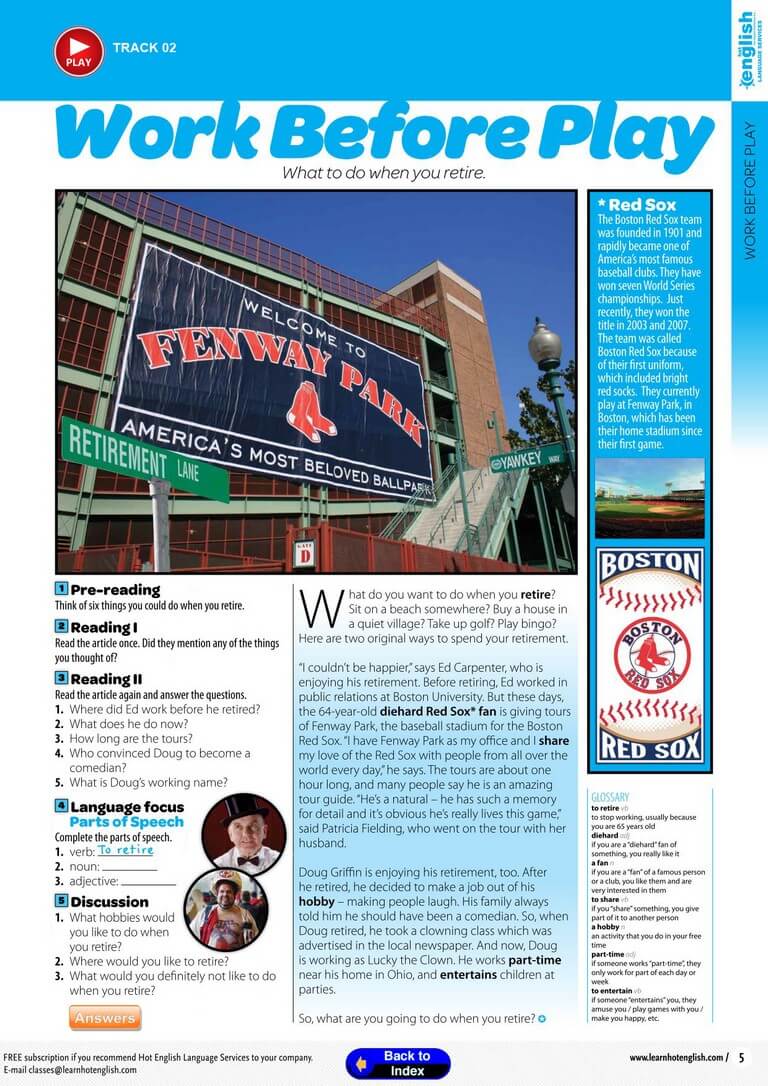 PLAY
TRACK 02
hot
english
LANGUAGE SERVICES
WORK BEFORE PLAY
Work Before Play
What to do when you retire.
WELCOME TO
FENWAY PARK
AMERICA'S MOST BELOVED BALLPARK
RETIREMENT LANE
YAWKEY WAY
GATE
D
* Red Sox
The Boston Red Sox team
was founded in 1901 and
rapidly became one of
America's most famous
baseball clubs. They have
won seven World Series
championships. Just
recently, they won the
title in 2003 and 2007.
The team was called
Boston Red Sox because
of their first uniform,
which included bright
red socks. They currently
play at Fenway Park, in
Boston, which has been
their home stadium since
their first game.
BOSTON
BOSTON
RED SOX
RED SOX
1 Pre-reading
Think of six things you could do when you retire.
2 Reading I
Read the article once. Did they mention any of the things
you thought of?
3 Reading II
Read the article again and answer the questions.
1. Where did Ed work before he retired?
2. What does he do now?
3. How long are the tours?
4. Who convinced Doug to become a
comedian?
5. What is Doug's working name?
4 Language focus
Parts of Speech
Complete the parts of speech.
1. verb: To retire
2. noun: __________
3. adjective: __________
5 Discussion
1. What hobbies would
you like to do when
you retire?
2. Where would you like to retire?
3. What would you definitely not like to do
when you retire?
Answers
What do you want to do when you retire?
Sit on a beach somewhere? Buy a house in
a quiet village? Take up golf? Play bingo?
Here are two original ways to spend your retirement.
"I couldn't be happier," says Ed Carpenter, who is
enjoying his retirement. Before retiring, Ed worked in
public relations at Boston University. But these days,
the 64-year-old diehard Red Sox* fan is giving tours
of Fenway Park, the baseball stadium for the Boston
Red Sox. "I have Fenway Park as my office and I share
my love of the Red Sox with people from all over the
world every day," he says. The tours are about one
hour long, and many people say he is an amazing
tour guide. "He's a natural – he has such a memory
for detail and it's obvious he's really lives this game,"
said Patricia Fielding, who went on the tour with her
husband.
Doug Griffin is enjoying his retirement, too. After
he retired, he decided to make a job out of his
hobby – making people laugh. His family always
told him he should have been a comedian. So, when
Doug retired, he took a clowning class which was
advertised in the local newspaper. And now, Doug
is working as Lucky the Clown. He works part-time
near his home in Ohio, and entertains children at
parties.
So, what are you going to do when you retire?
GLOSSARY
to retire vb
to stop working, usually because
you are 65 years old
diehard adj
if you are a "diehard" fan of
something, you really like it
a fan n
if you are a "fan" of a famous person
or a club, you like them and are
very interested in them
to share vb
if you "share" something, you give
part of it to another person
a hobby n
an activity that you do in your free
time
part-time adj
if someone works "part-time", they
only work for part of each day or
week
to entertain vb
if someone "entertains" you, they
amuse you / play games with you /
make you happy, etc.
FREE subscription if you recommend Hot English Language Services to your company.
E-mail classes@learnhotenglish.com
Back to
Index
www.learnhotenglish.com / 5